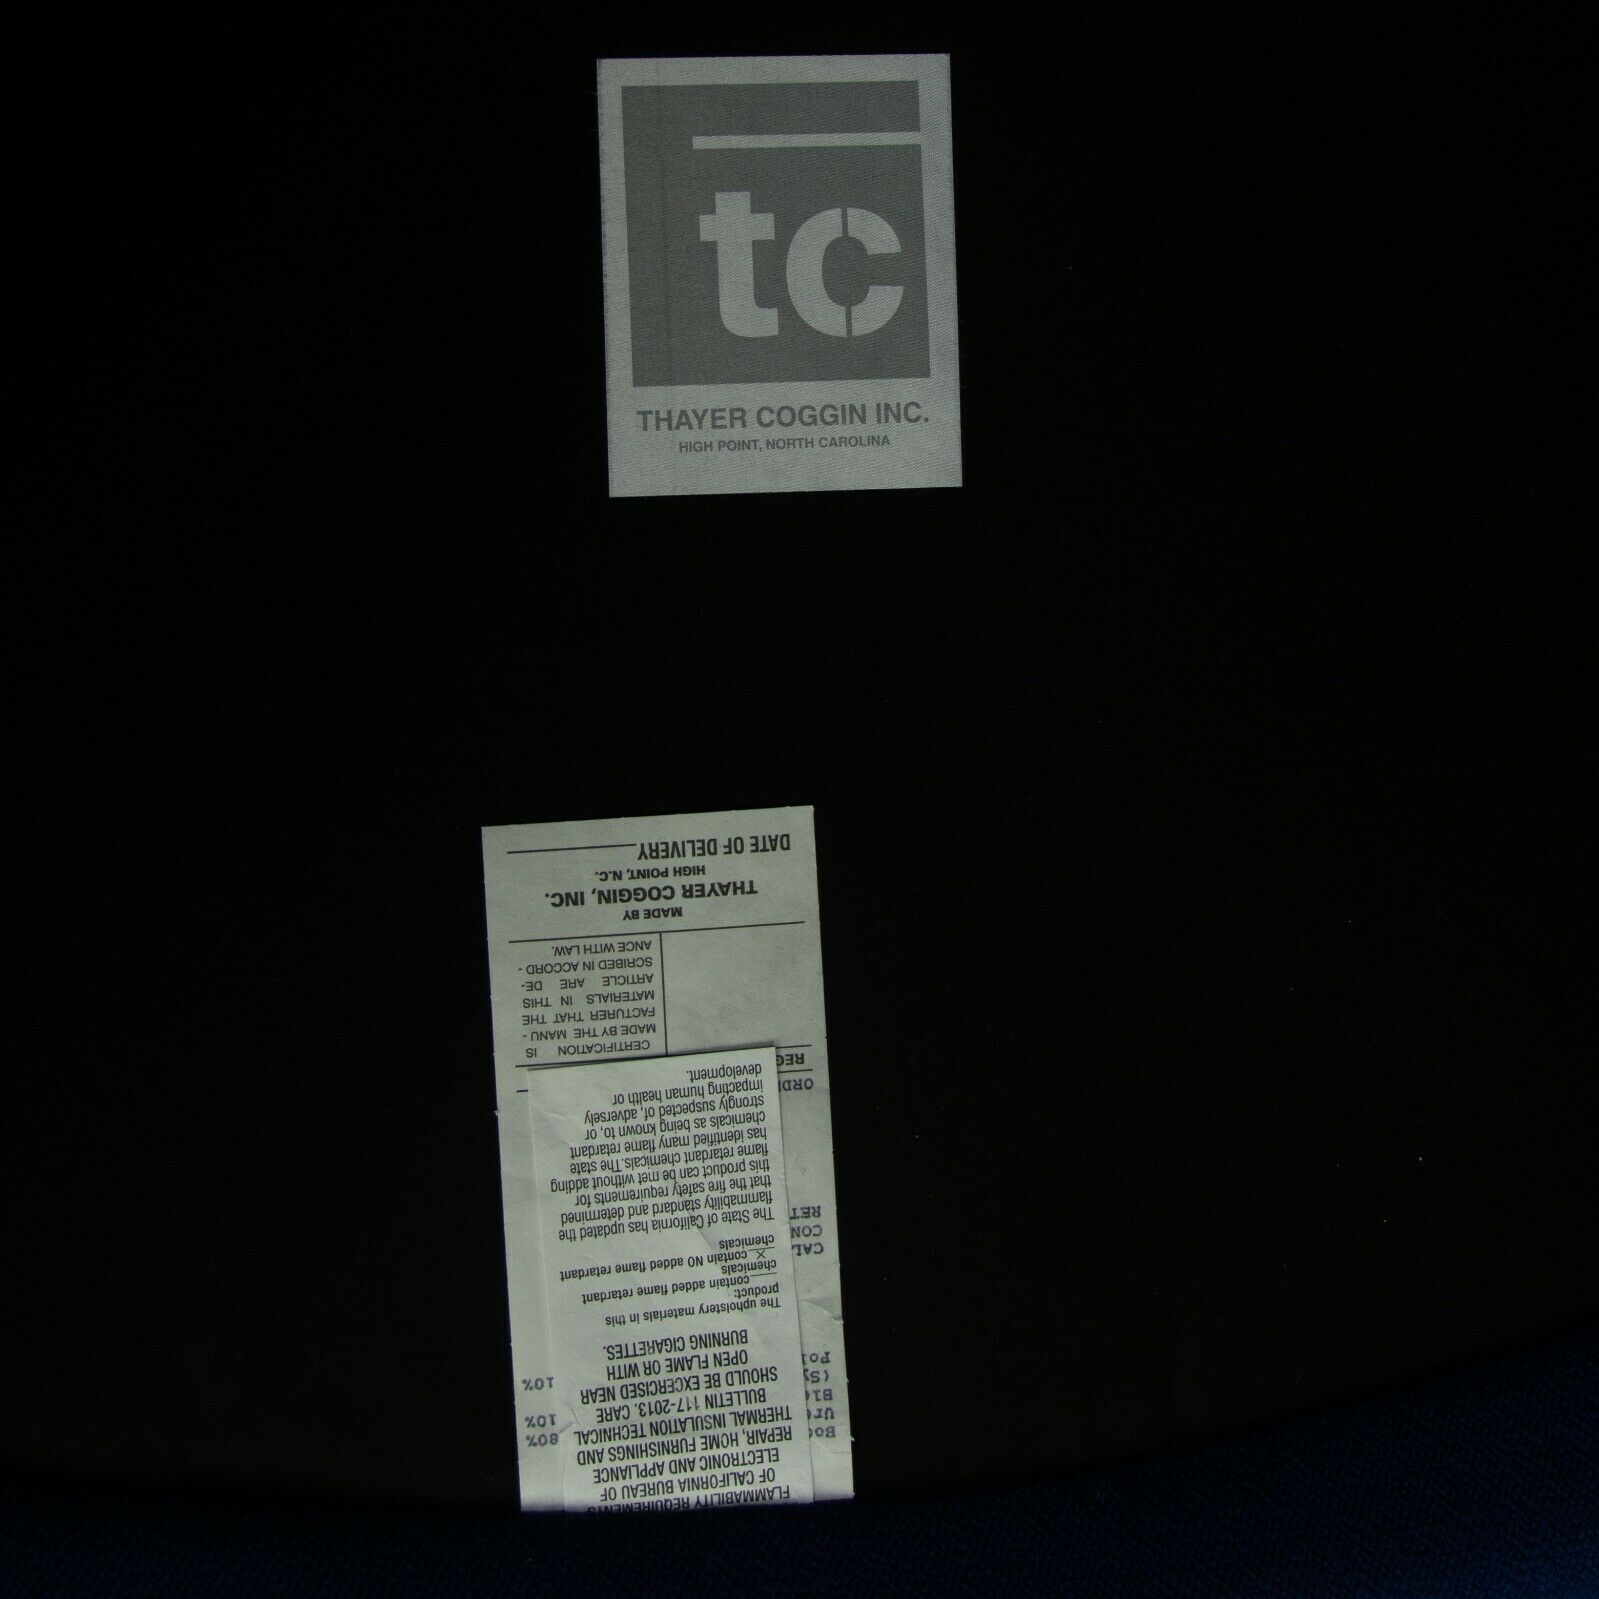 tc
THAYER COGGIN INC.
HIGH POINT, NORTH CAROLINA
FLAMMABILITY REQUIREMENTS
OF CALIFORNIA BUREAU OF
ELECTRONIC AND APPLIANCE
REPAIR, HOME FURNISHINGS AND
THERMAL INSULATION TECHNICAL
BULLETIN 117-2013. CARE
SHOULD BE EXCERCISED NEAR
OPEN FLAME OR WITH
BURNING CIGARETTES.
The upholstery materials in this
product:
contain added flame retardant
chemicals
X contain NO added flame retardant
chemicals
The State of California has updated the
flammability standard and determined
that the fire safety requirements for
this product can be met without adding
flame retardant chemicals. The state
has identified many flame retardant
chemicals as being known to, or
strongly suspected of, adversely
impacting human health or
development.
80%
10%
10%
CAL
CON
RET
ORD
REG
CERTIFICATION IS
MADE BY THE MANU -
FACTURER THAT THE
MATERIALS IN THIS
ARTICLE ARE DE-
SCRIBED IN ACCORD -
ANCE WITH LAW.
MADE BY
THAYER COGGIN, INC.
HIGH POINT, N.C.
DATE OF DELIVERY